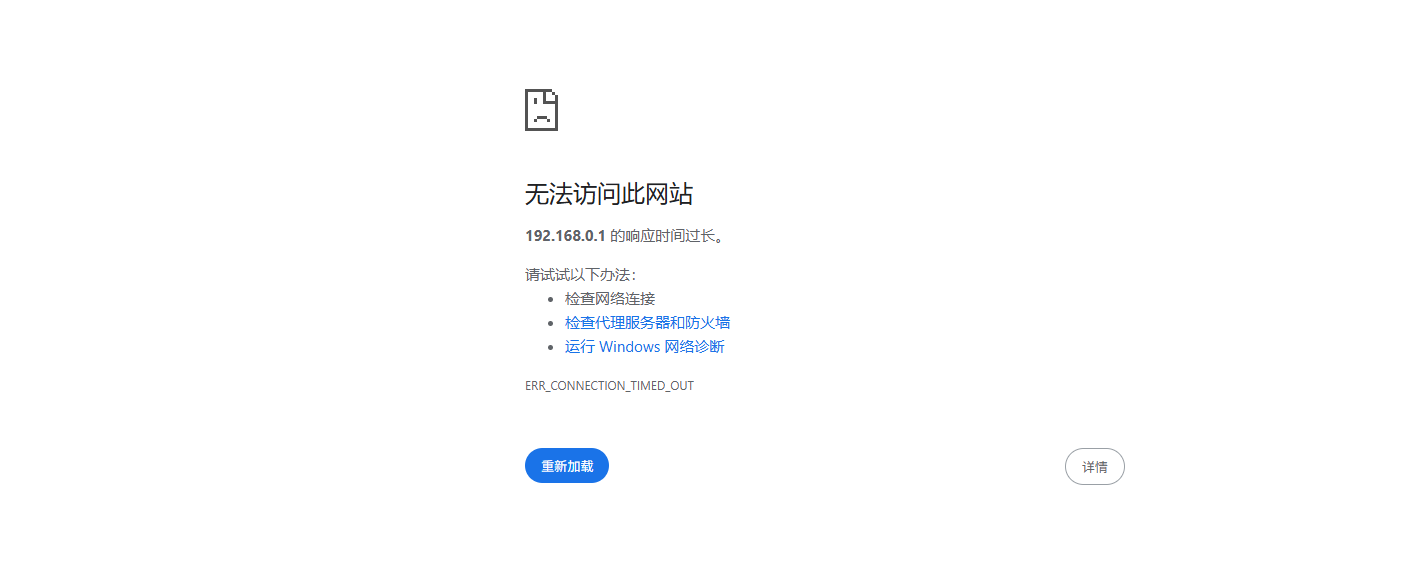 无法访问此网站
192.168.0.1 的响应时间过长。
请试试以下办法：
检查网络连接
检查代理服务器和防火墙
运行 Windows 网络诊断
ERR_CONNECTION_TIMED_OUT
重新加载
详情